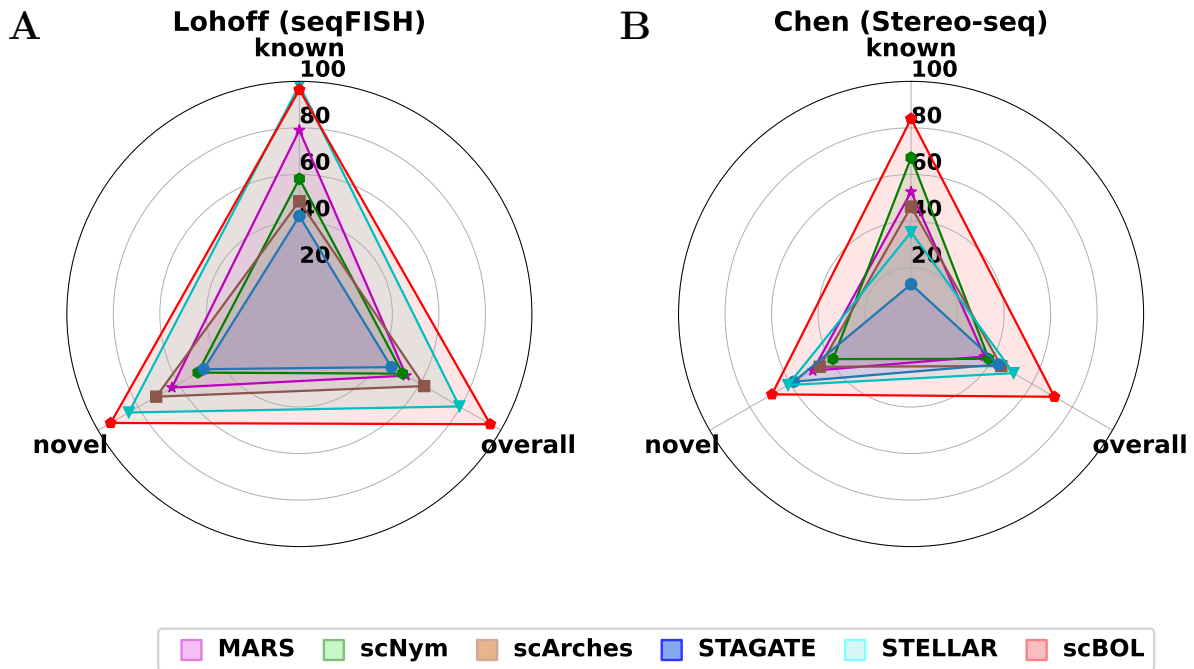 A
Lohoff (seqFISH)
known
100
80
60
40
20
novel
overall
B
Chen (Stereo-seq)
known
100
80
60
40
20
novel
overall
MARS scNym scArches STAGATE STELLAR scBOL